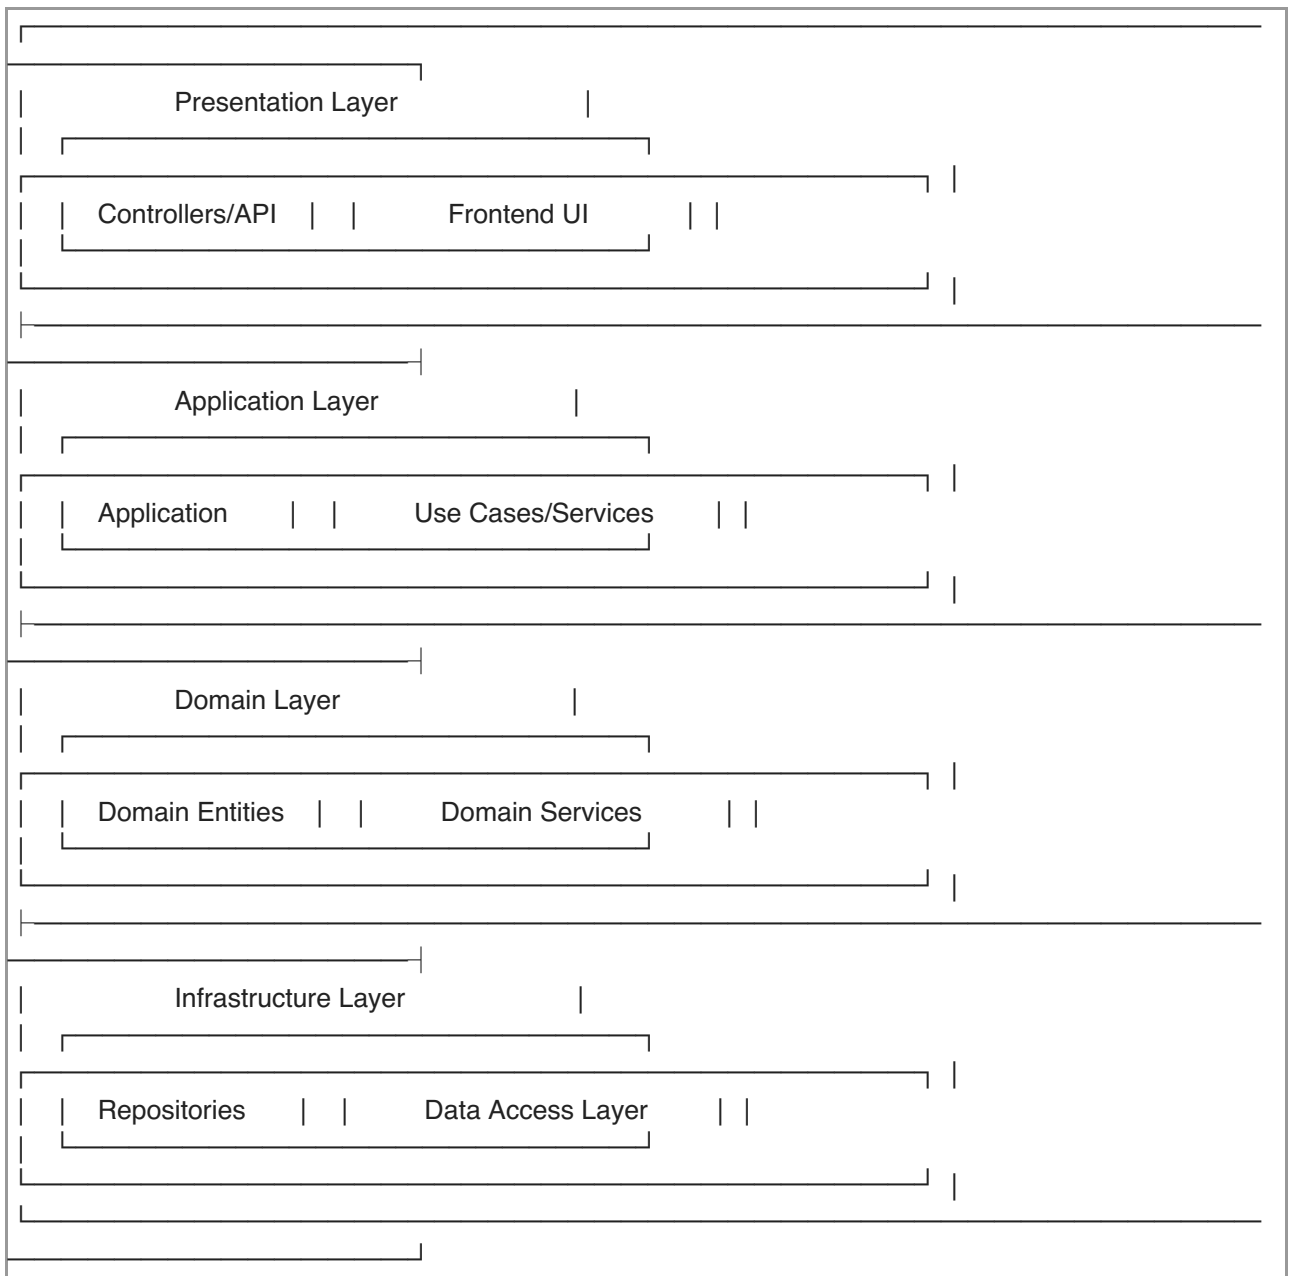 Presentation Layer
Controllers/API Frontend UI
Application Layer
Application Use Cases/Services
Domain Layer
Domain Entities Domain Services
Infrastructure Layer
Repositories Data Access Layer